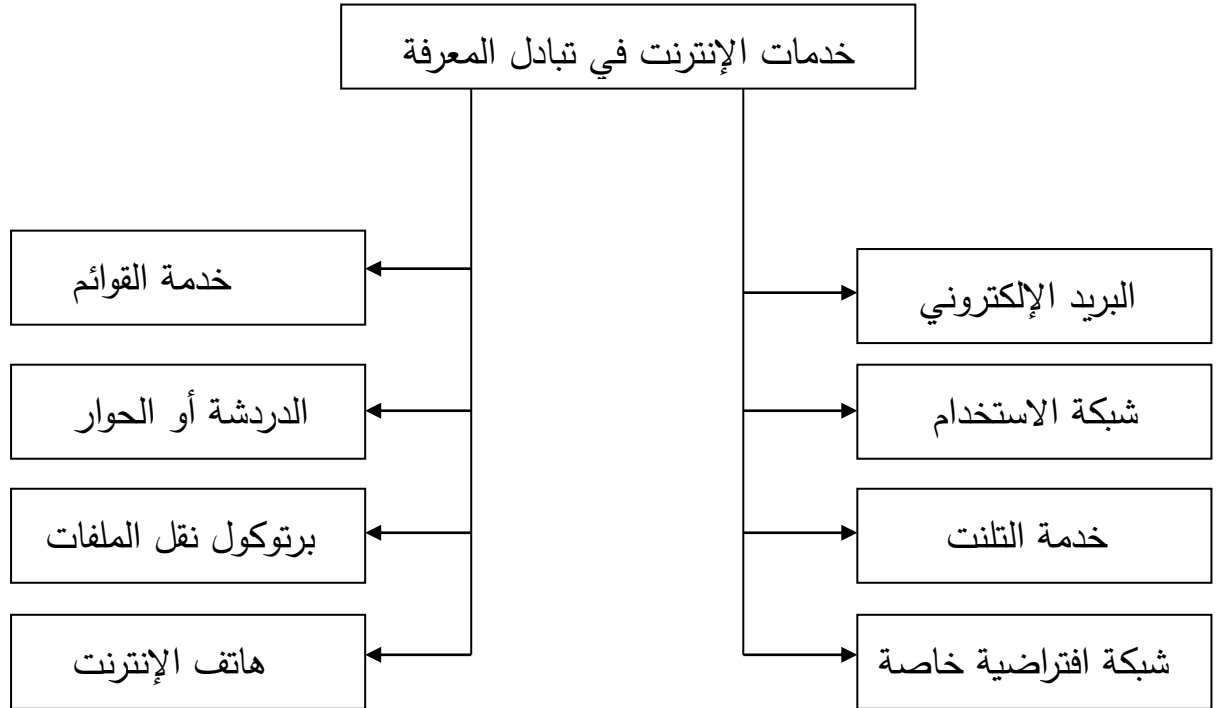 خدمات الإنترنت في تبادل المعرفة
البريد الإلكتروني
شبكة الاستخدام
خدمة التلنت
شبكة افتراضية خاصة
خدمة القوائم
الدردشة أو الحوار
برتوكول نقل الملفات
هاتف الإنترنت